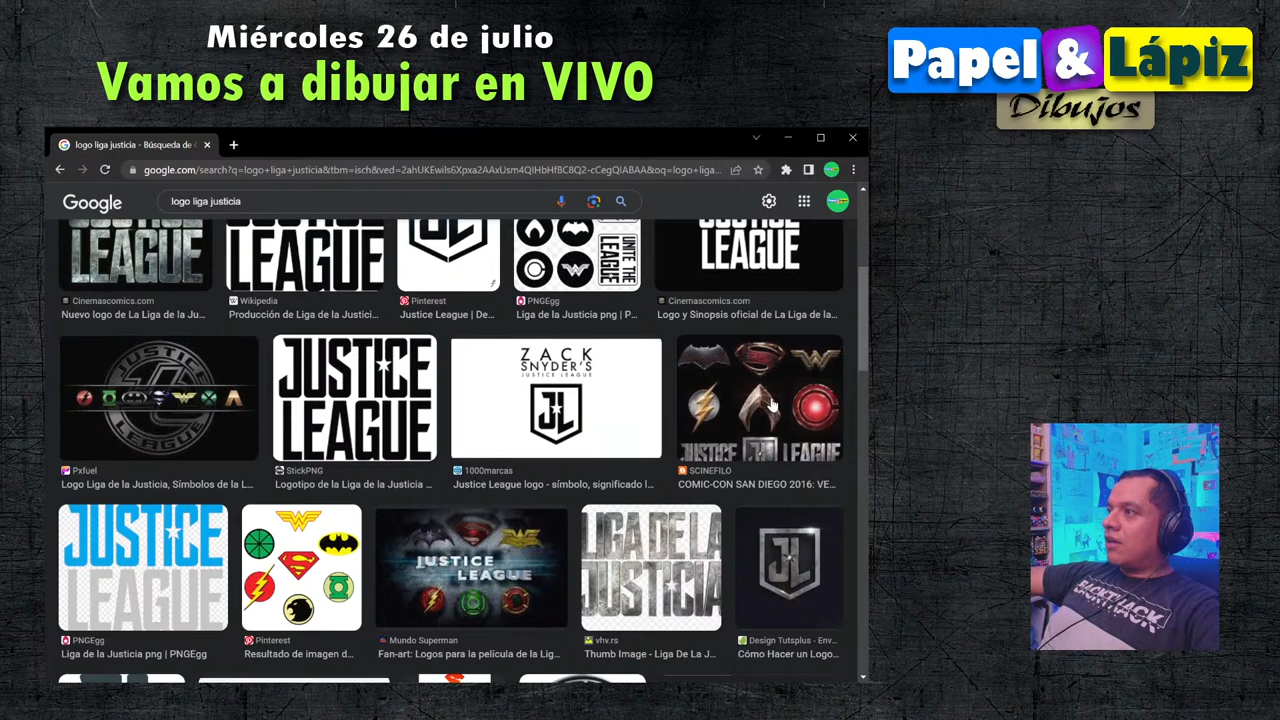 Miércoles 26 de julio
Vamos a dibujar en VIVO
Papel & Lápiz
Dibujos
logo liga justicia - Búsqueda de
google.com/search?q=logo+liga+justicia&tbm=isch&ved=2ahUKEwiIs6Xpxa2AAxUsm4QIHbHfBC8Q2-cCegQIABAA&oq=logo+liga...
Google
logo liga justicia
JUSTICE
LEAGUE
LEAGUE
JL
UNITE THE
LEAGUE
LEAGUE
Cinemascomics.com
Nuevo logo de La Liga de la Ju...
Wikipedia
Producción de Liga de la Justici...
Pinterest
Justice League | De...
PNGEgg
Liga de la Justicia png | P...
Cinemascomics.com
Logo y Sinopsis oficial de La Liga de la...
JUSTICE
LEAGUE
JUSTICE
LEAGUE
ZACK
SNYDER'S
JUSTICE LEAGUE
JL
JUSTICE JL LEAGUE
Pxfuel
Logo Liga de la Justicia, Símbolos de la L...
StickPNG
Logotipo de la Liga de la Justicia ...
1000marcas
Justice League logo - símbolo, significado l...
SCINEFILO
COMIC-CON SAN DIEGO 2016: VE...
JUSTICE
LEAGUE
JUSTICE
LEAGUE
LIGA DE LA
JUSTICIA
JL
PNGEgg
Liga de la Justicia png | PNGEgg
Pinterest
Resultado de imagen d...
Mundo Superman
Fan-art: Logos para la película de la Lig...
vhv.rs
Thumb Image - Liga De La J...
Design Tutsplus - Env...
Cómo Hacer un Logo...